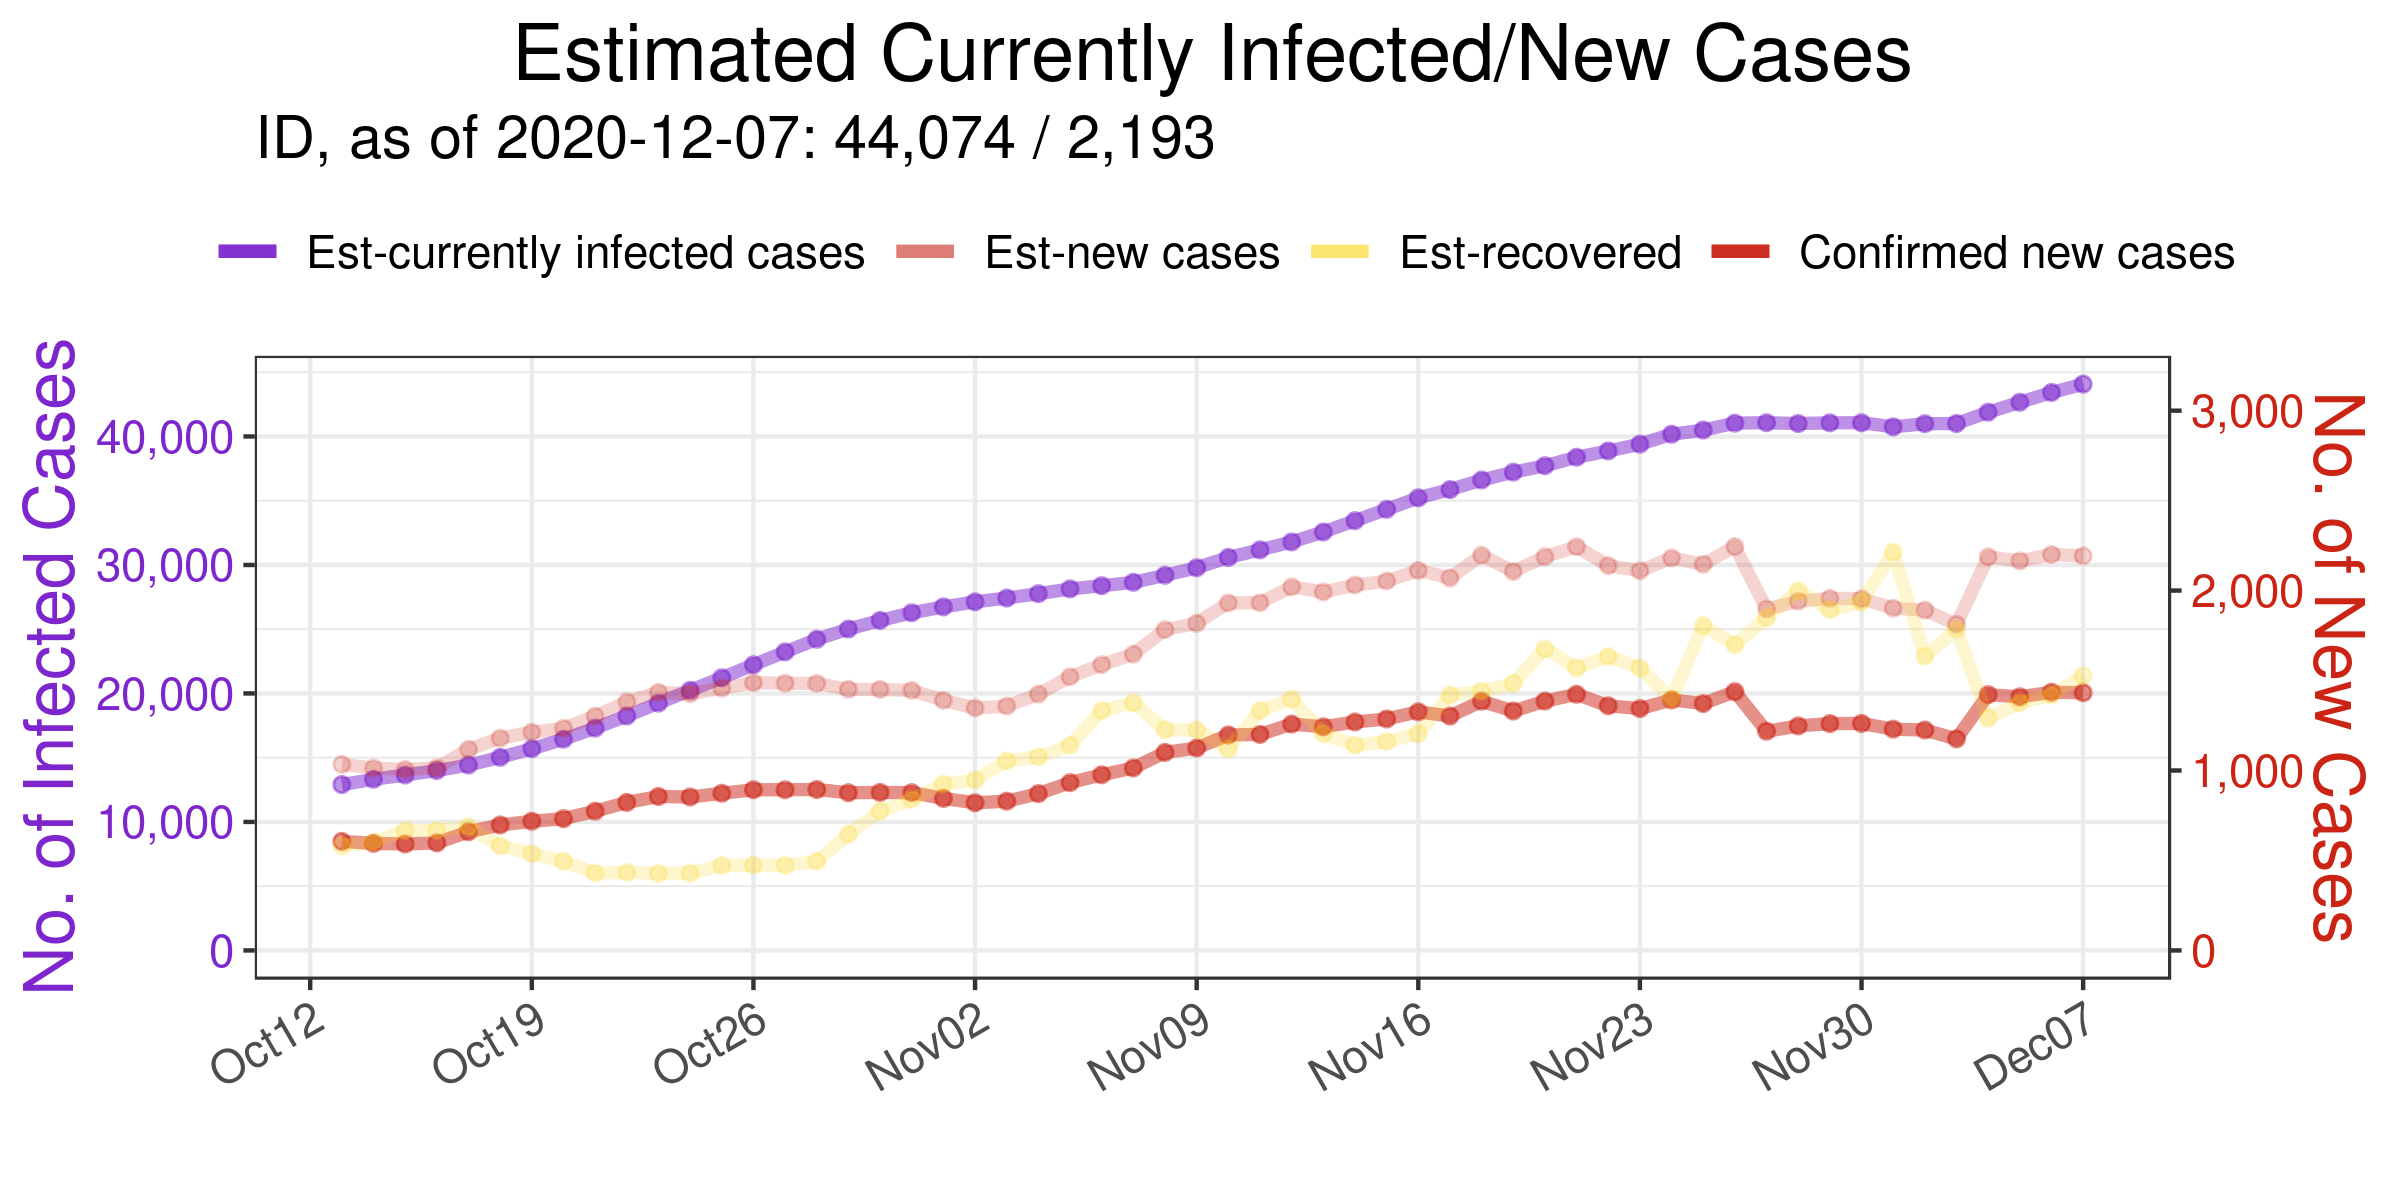 Estimated Currently Infected/New Cases
ID, as of 2020-12-07: 44,074 / 2,193
Est-currently infected cases Est-new cases Est-recovered Confirmed new cases
No. of Infected Cases
40,000
30,000
20,000
10,000
0
3,000
2,000
1,000
0
No. of New Cases
Oct12 Oct19 Oct26 Nov02 Nov09 Nov16 Nov23 Nov30 Dec07